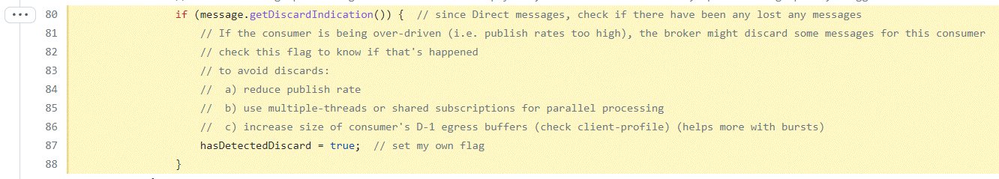 80 if (message.getDiscardIndication()) { // since Direct messages, check if there have been any lost any messages
81 // If the consumer is being over-driven (i.e. publish rates too high), the broker might discard some messages for this consumer
82 // check this flag to know if that's happened
83 // to avoid discards:
84 // a) reduce publish rate
85 // b) use multiple-threads or shared subscriptions for parallel processing
86 // c) increase size of consumer's D-1 egress buffers (check client-profile) (helps more with bursts)
87 hasDetectedDiscard = true; // set my own flag
88 }